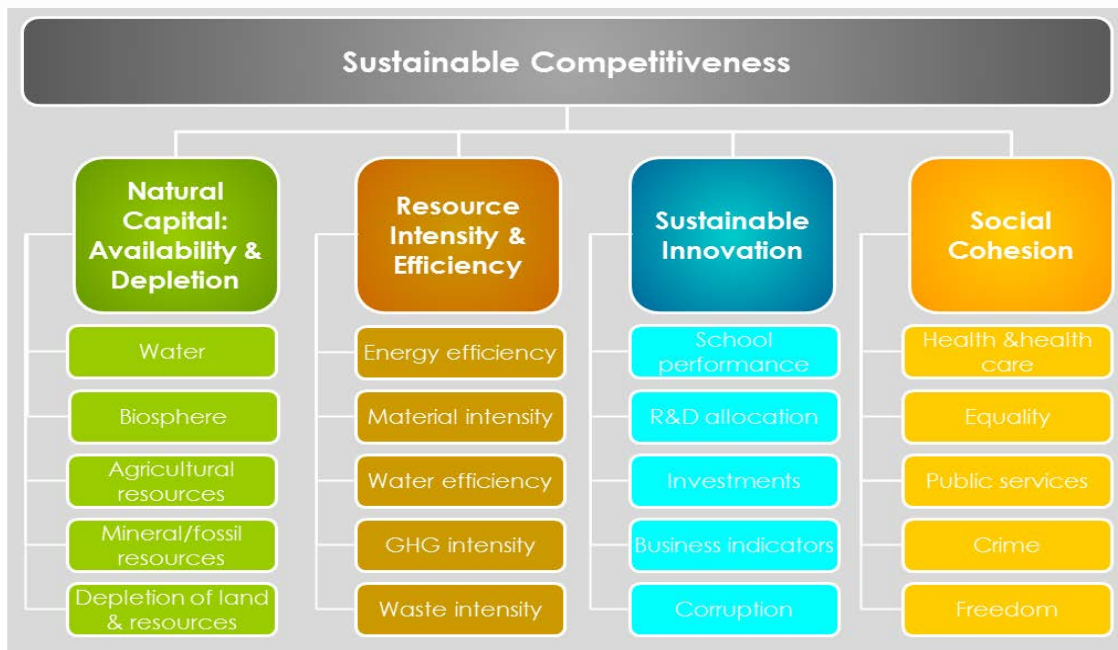 Sustainable Competitiveness
Natural
Capital:
Availability &
Depletion
Water
Biosphere
Agricultural
resources
Mineral/fossil
resources
Depletion of land
& resources
Resource
Intensity &
Efficiency
Energy efficiency
Material intensity
Water efficiency
GHG intensity
Waste intensity
Sustainable
Innovation
School
performance
R&D allocation
Investments
Business indicators
Corruption
Social
Cohesion
Health &health
care
Equality
Public services
Crime
Freedom